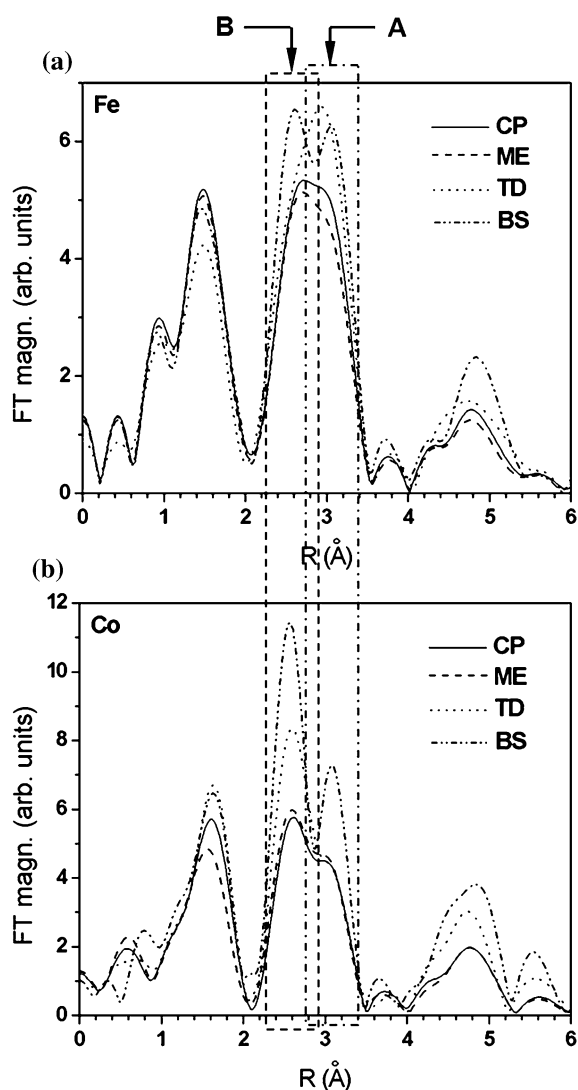 B A
(a)
Fe
CP
ME
TD
BS
FT magn. (arb. units)
6
4
2
0
0 1 2 3 4 5 6
R (Å)
(b)
Co
CP
ME
TD
BS
FT magn. (arb. units)
12
10
8
6
4
2
0
0 1 2 3 4 5 6
R (Å)